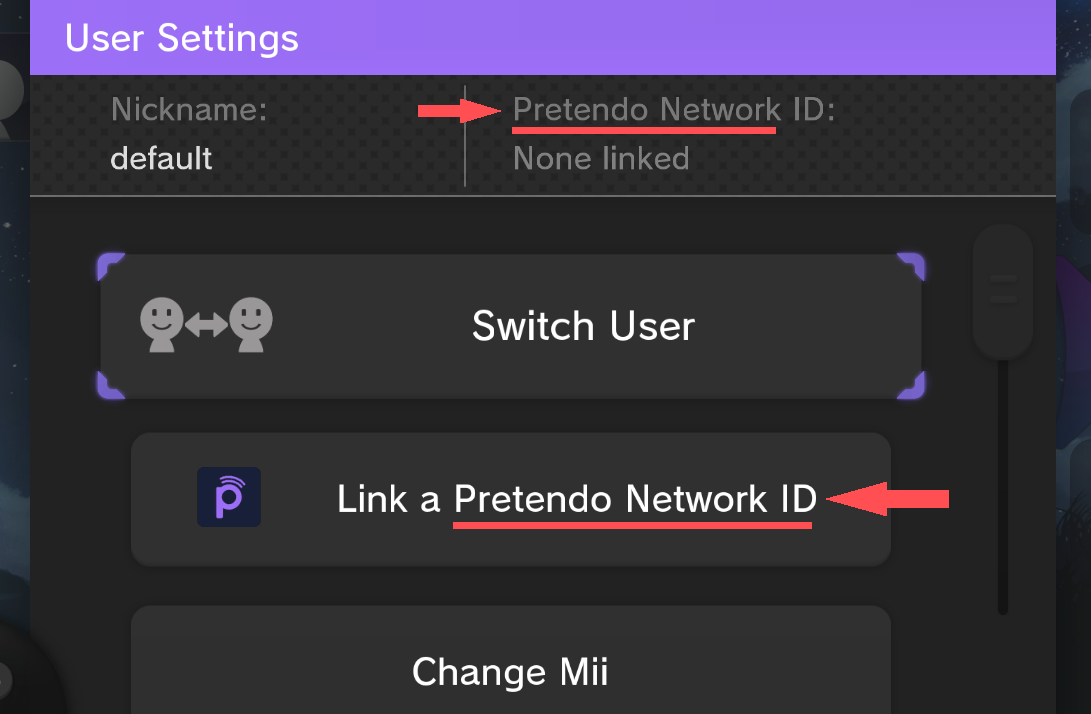 User Settings
Nickname:
default
Pretendo Network ID:
None linked
Switch User
Link a Pretendo Network ID
Change Mii